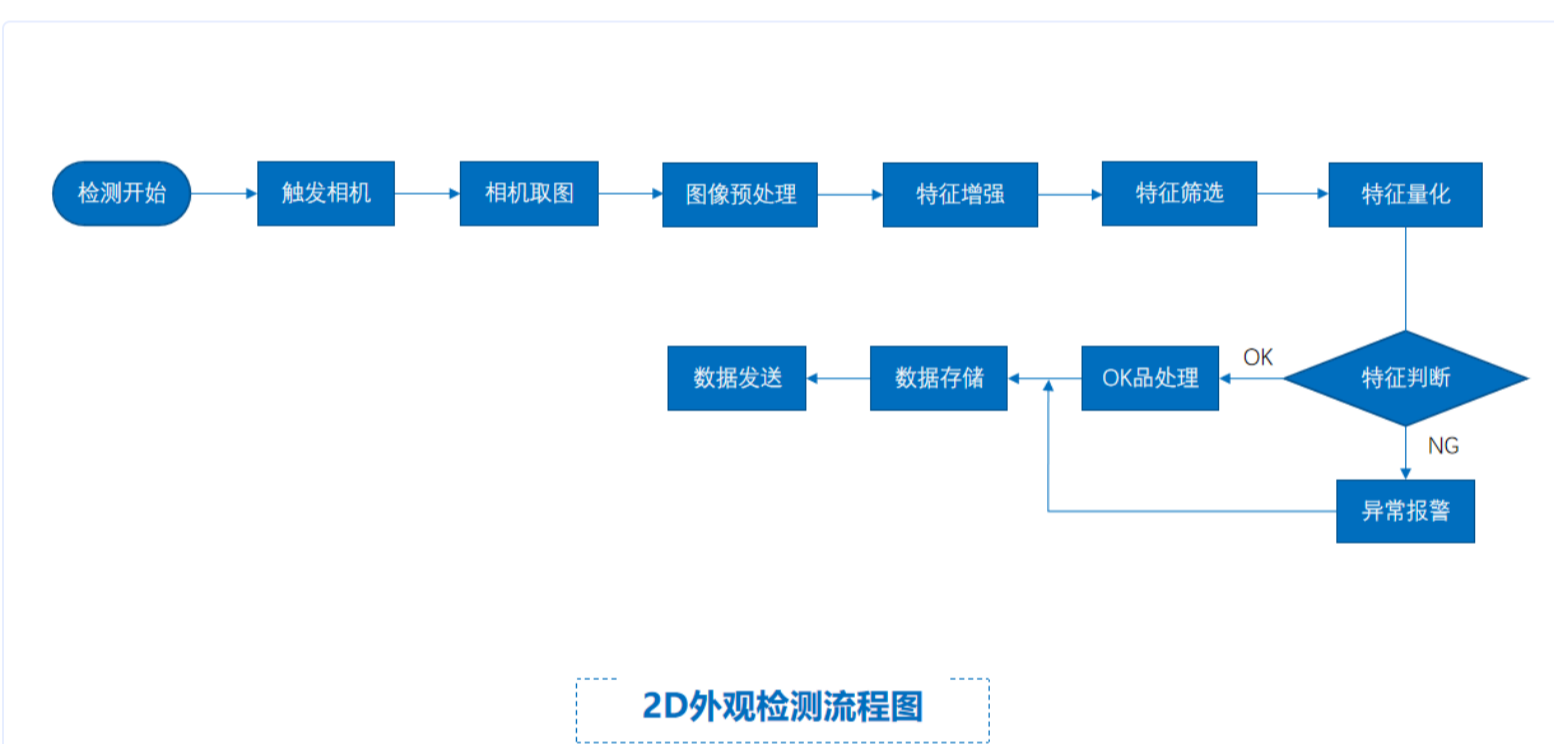 检测开始
触发相机
相机取图
图像预处理
特征增强
特征筛选
特征量化
数据发送
数据存储
OK品处理
OK
特征判断
NG
异常报警
2D外观检测流程图